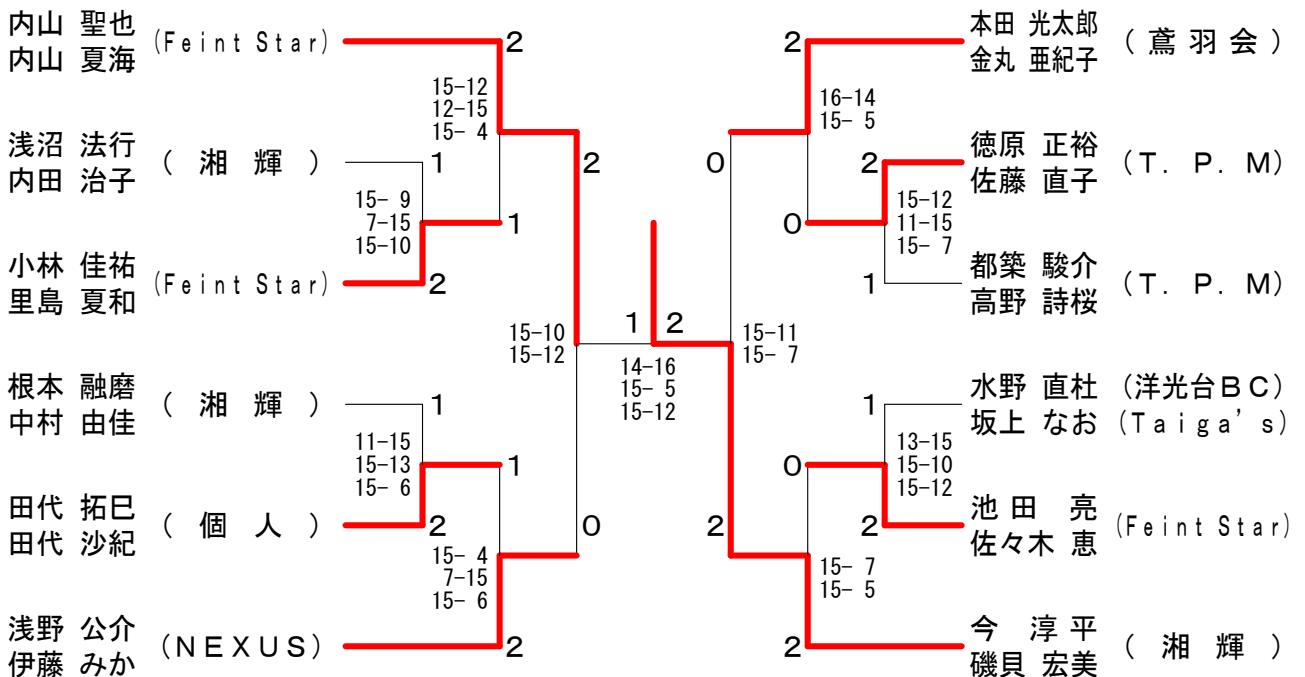 内山 聖也
内山 夏海
(Feint Star)
2
15-12
12-15
15- 4
浅沼 法行
内田 治子
( 湘 輝 )
1
15- 9
7-15
15-10
1
小林 佳祐
里島 夏和
(Feint Star)
2
2
15-10
15-12
根本 融磨
中村 由佳
( 湘 輝 )
1
11-15
15-13
15- 6
1
田代 拓巳
田代 沙紀
( 個 人 )
2
0
15- 4
7-15
15- 6
浅野 公介
伊藤 みか
(NEXUS)
2
1 2
14-16
15- 5
15-12
2
本田 光太郎
金丸 亜紀子
( 鳶 羽 会 )
16-14
15- 5
0
2
徳原 正裕
佐藤 直子
(T. P. M)
15-12
11-15
15- 7
0
1
都築 駿介
高野 詩桜
(T. P. M)
15-11
15- 7
1
水野 直杜
坂上 なお
(洋光台BC)
(Taiga's)
13-15
15-10
15-12
0
2
2
池田 亮
佐々木 恵
(Feint Star)
15- 7
15- 5
2
今 淳平
磯貝 宏美
( 湘 輝 )